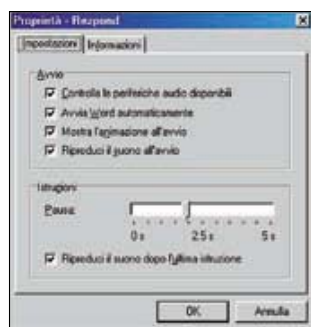 Proprietà - Rezpond
Impostazioni Informazioni
Avvio
Controlla le periferiche audio disponibili
Avvia Word automaticamente
Mostra l'animazione all'avvio
Riproduci il suono all'avvio
Istruzioni
Pausa:
0 s 2.5 s 5 s
Riproduci il suono dopo l'ultima istruzione
OK Annulla